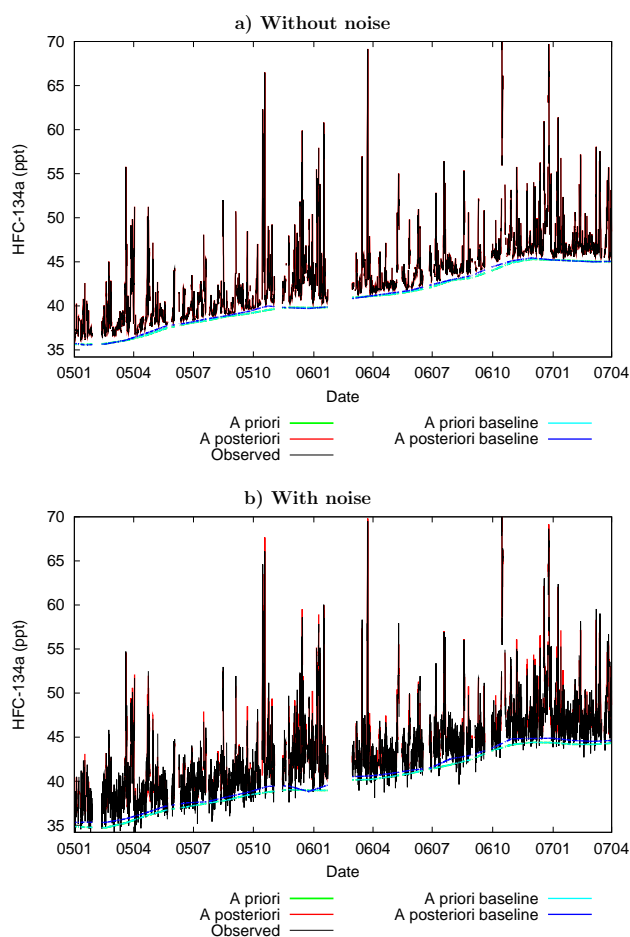 a) Without noise
70
65
60
55
50
45
40
35
HFC-134a (ppt)
0501 0504 0507 0510 0601 0604 0607 0610 0701 0704
Date
A priori
A posteriori
Observed
A priori baseline
A posteriori baseline
b) With noise
70
65
60
55
50
45
40
35
HFC-134a (ppt)
0501 0504 0507 0510 0601 0604 0607 0610 0701 0704
Date
A priori
A posteriori
Observed
A priori baseline
A posteriori baseline